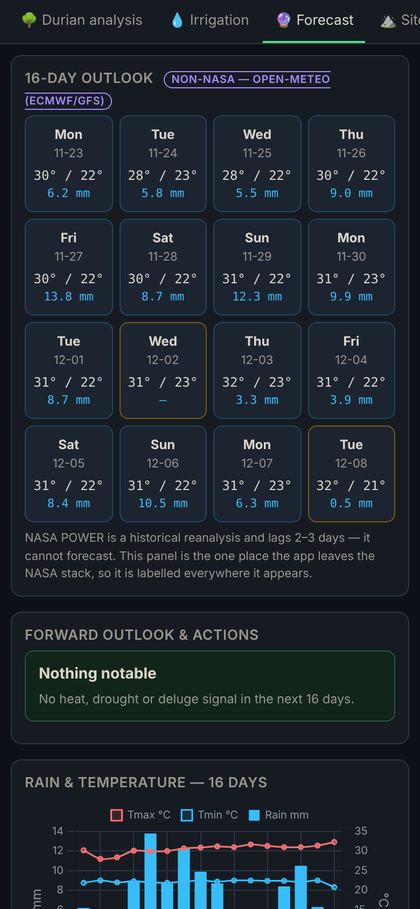 🌳 Durian analysis 💧 Irrigation 🔮 Forecast ⛰️ Sit
16-DAY OUTLOOK NON-NASA — OPEN-METEO
(ECMWF/GFS)
Mon Tue Wed Thu
11-23 11-24 11-25 11-26
30° / 22° 28° / 23° 28° / 22° 30° / 22°
6.2 mm 5.8 mm 5.5 mm 9.0 mm
Fri Sat Sun Mon
11-27 11-28 11-29 11-30
30° / 22° 30° / 22° 31° / 22° 31° / 23°
13.8 mm 8.7 mm 12.3 mm 9.9 mm
Tue Wed Thu Fri
12-01 12-02 12-03 12-04
31° / 22° 31° / 23° 32° / 23° 31° / 22°
8.7 mm — 3.3 mm 3.9 mm
Sat Sun Mon Tue
12-05 12-06 12-07 12-08
31° / 22° 31° / 22° 31° / 23° 32° / 21°
8.4 mm 10.5 mm 6.3 mm 0.5 mm
NASA POWER is a historical reanalysis and lags 2–3 days — it
cannot forecast. This panel is the one place the app leaves the
NASA stack, so it is labelled everywhere it appears.
FORWARD OUTLOOK & ACTIONS
Nothing notable
No heat, drought or deluge signal in the next 16 days.
RAIN & TEMPERATURE — 16 DAYS
Tmax °C Tmin °C Rain mm
14 35
12 30
10 25
8 20
mm °C